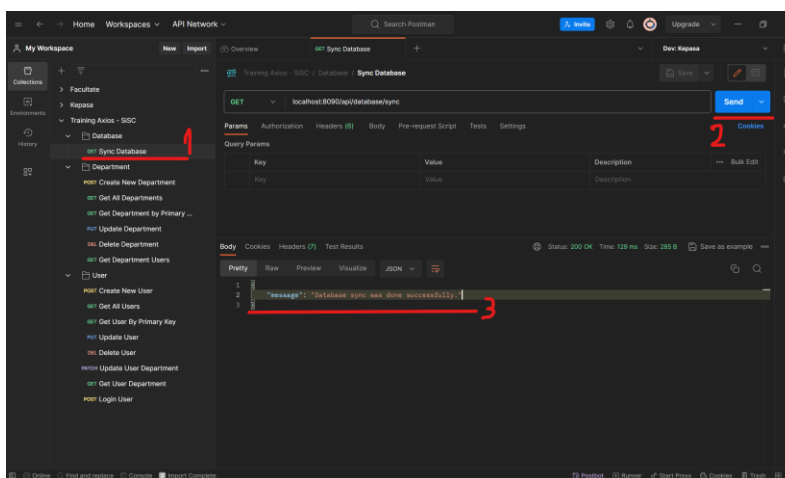 Home Workspaces API Network Search Postman Invite Upgrade
My Workspace New Import Overview GET Sync Database Dev: Kepasa
Collections
Environments
History
Facultate
Kepasa
Training Axios - SISC
Database
GET Sync Database
1
Department
POST Create New Department
GET Get All Departments
GET Get Department by Primary ...
PUT Update Department
DEL Delete Department
GET Get Department Users
User
POST Create New User
GET Get All Users
GET Get User By Primary Key
PUT Update User
DEL Delete User
PATCH Update User Department
GET Get User Department
POST Login User
Training Axios - SISC / Database / Sync Database Save
GET localhost:8090/api/database/sync Send
2
Params Authorization Headers (6) Body Pre-request Script Tests Settings Cookies
Query Params
Key Value Description Bulk Edit
Key Value Description
Body Cookies Headers (7) Test Results Status: 200 OK Time: 129 ms Size: 285 B Save as example
Pretty Raw Preview Visualize JSON
1 {
2 "message": "Database sync was done successfully."
3 }
3
Online Find and replace Console Import Complete Postbot Runner Start Proxy Cookies Trash